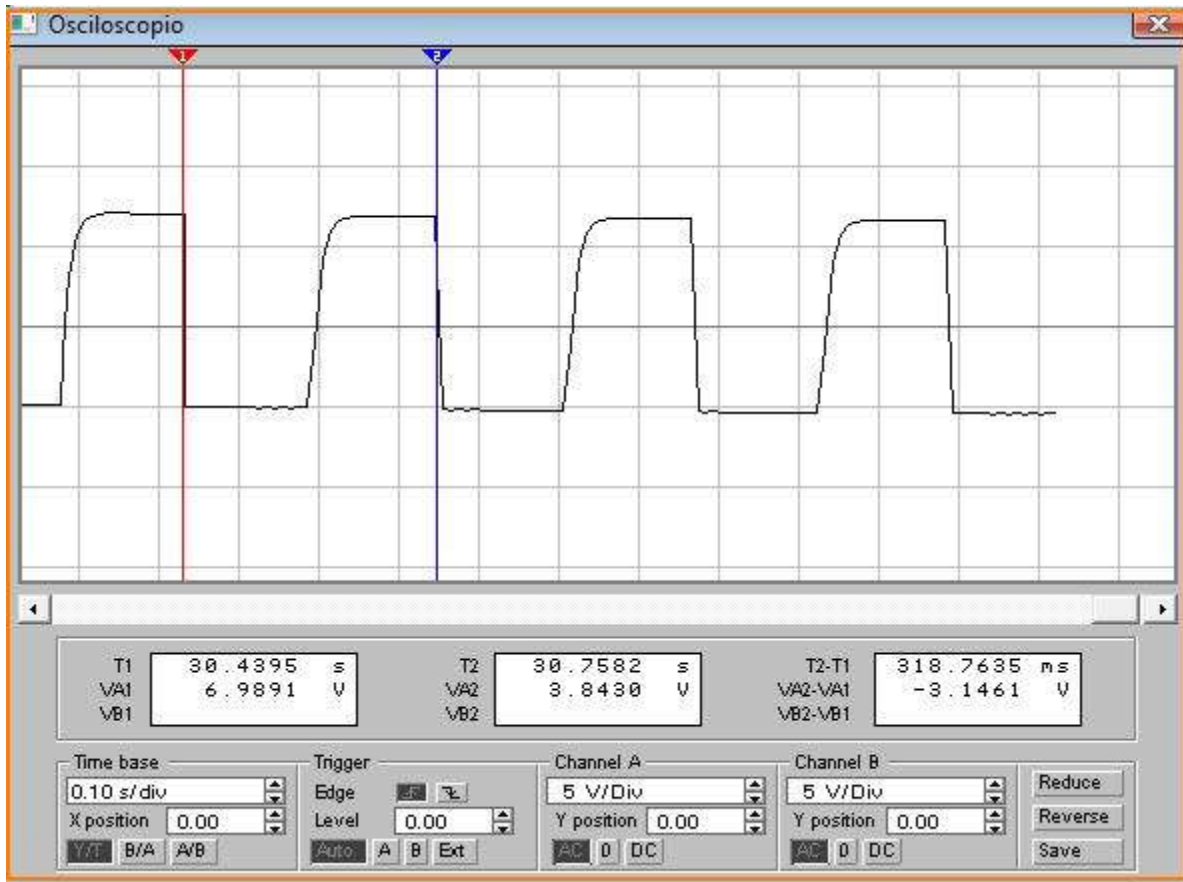 Osciloscopio
1 2
T1 30.4395 s T2 30.7582 s T2-T1 318.7635 ms
VA1 6.9891 V VA2 3.8430 V VA2-VA1 -3.1461 V
VB1 VB2 VB2-VB1
Time base Trigger Channel A Channel B
0.10 s/div Edge 5 V/Div 5 V/Div Reduce
X position 0.00 Level 0.00 Y position 0.00 Y position 0.00 Reverse
Y/T B/A A/B Auto A B Ext AC 0 DC AC 0 DC Save